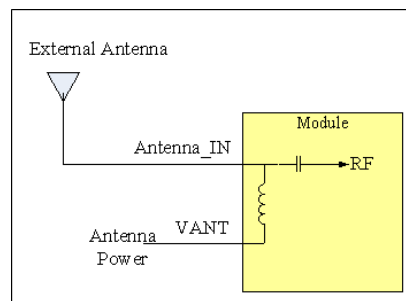 External Antenna
Module
Antenna_IN
RF
VANT
Antenna
Power